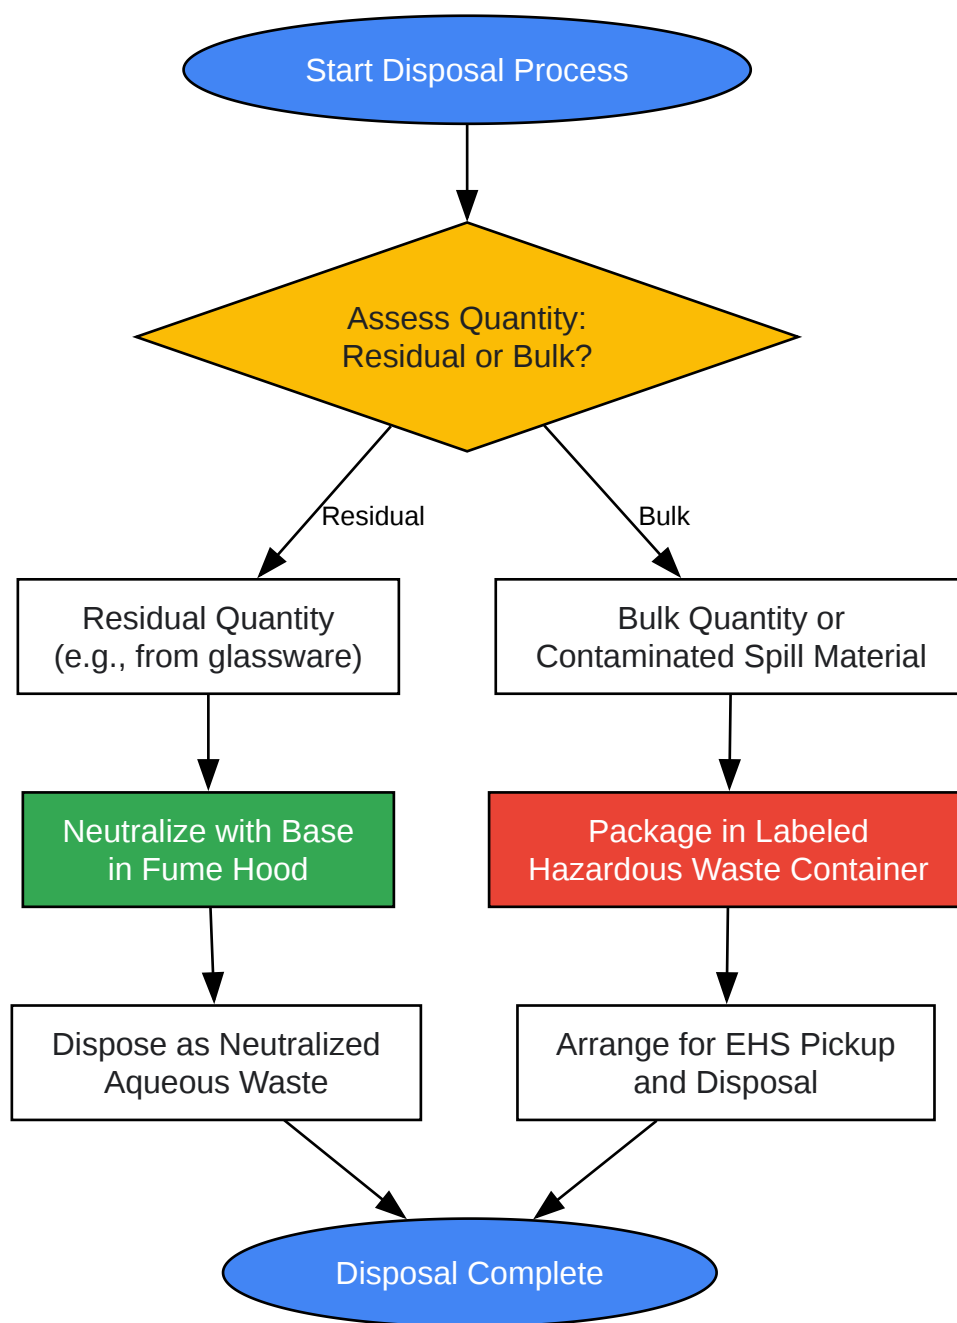 Start Disposal Process
Assess Quantity:
Residual or Bulk?
Residual
Bulk
Residual Quantity
(e.g., from glassware)
Bulk Quantity or
Contaminated Spill Material
Neutralize with Base
in Fume Hood
Package in Labeled
Hazardous Waste Container
Dispose as Neutralized
Aqueous Waste
Arrange for EHS Pickup
and Disposal
Disposal Complete